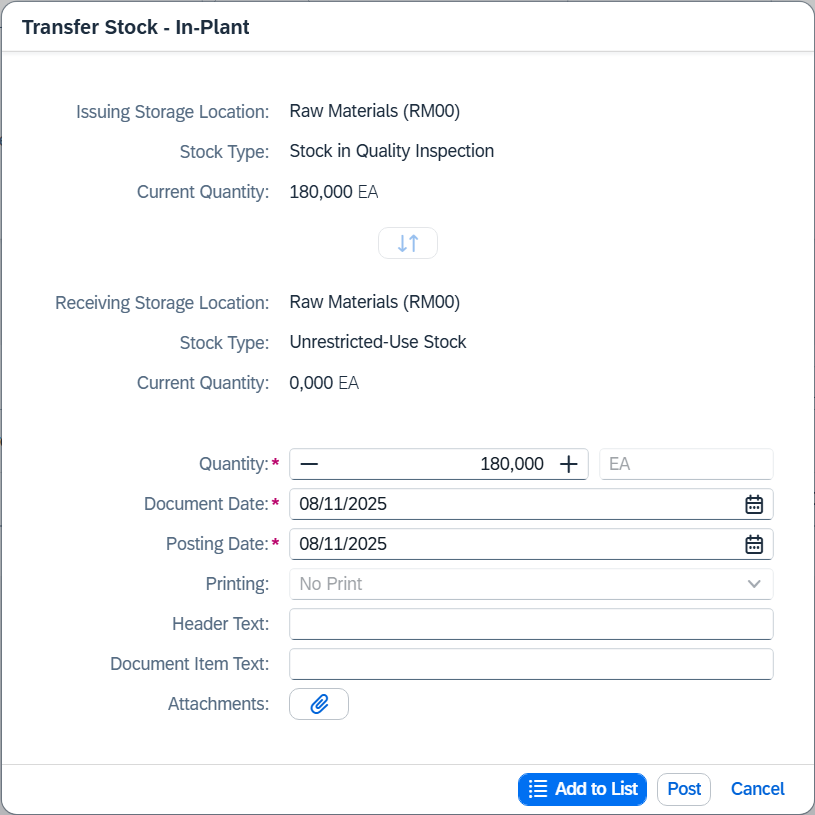 Transfer Stock - In-Plant
Issuing Storage Location: Raw Materials (RM00)
Stock Type: Stock in Quality Inspection
Current Quantity: 180,000 EA
Receiving Storage Location: Raw Materials (RM00)
Stock Type: Unrestricted-Use Stock
Current Quantity: 0,000 EA
Quantity:* 180,000 EA
Document Date:* 08/11/2025
Posting Date:* 08/11/2025
Printing: No Print
Header Text:
Document Item Text:
Attachments:
Add to List Post Cancel